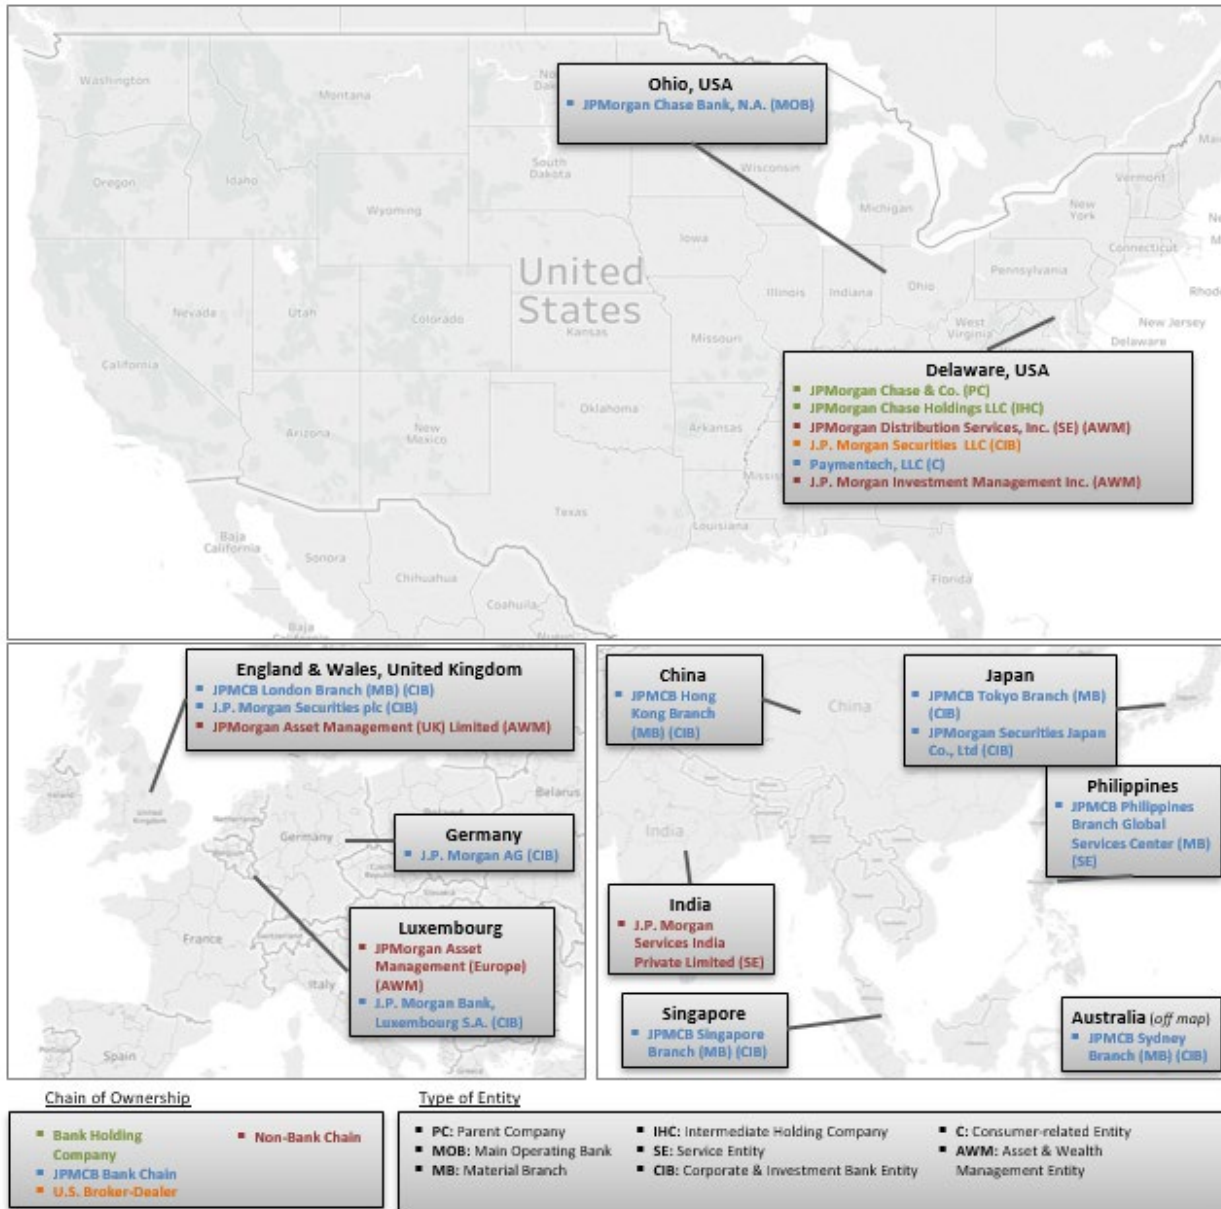 Washington
Montana
Oregon
Idaho
South
Dakota
Wyoming
Wisconsin
Michigan
Vermont
New
York
Iowa
Connecticut
Pennsylvania
Nevada
Utah
Colorado
United
States
Kansas
Illinois
Indiana
Ohio
West
Virginia
Missouri
New Jersey
Delaware
California
Oklahoma
Arkansas
Arizona
New
Mexico
Texas
Louisiana
Florida
Baja
California
Sonora
Chihuahua
Coahuila
Baja
Ohio, USA
JPMorgan Chase Bank, N.A. (MOB)
Delaware, USA
JPMorgan Chase & Co. (PC)
JPMorgan Chase Holdings LLC (IHC)
JPMorgan Distribution Services, Inc. (SE) (AWM)
J.P. Morgan Securities LLC (CIB)
Paymentech, LLC (C)
J.P. Morgan Investment Management Inc. (AWM)
England & Wales, United Kingdom
JPMCB London Branch (MB) (CIB)
J.P. Morgan Securities plc (CIB)
JPMorgan Asset Management (UK) Limited (AWM)
United
Kingdom
Belarus
Germany
France
Italy
Spain
Germany
J.P. Morgan AG (CIB)
Luxembourg
JPMorgan Asset
Management (Europe)
(AWM)
J.P. Morgan Bank,
Luxembourg S.A. (CIB)
China
JPMCB Hong
Kong Branch
(MB) (CIB)
China
Japan
JPMCB Tokyo Branch (MB)
(CIB)
JPMorgan Securities Japan
Co., Ltd (CIB)
Philippines
JPMCB Philippines
Branch Global
Services Center (MB)
(SE)
India
India
J.P. Morgan
Services India
Private Limited (SE)
Singapore
JPMCB Singapore
Branch (MB) (CIB)
Australia (off map)
JPMCB Sydney
Branch (MB) (CIB)
Chain of Ownership
Bank Holding
Company
JPMCB Bank Chain
U.S. Broker-Dealer
Non-Bank Chain
Type of Entity
PC: Parent Company
MOB: Main Operating Bank
MB: Material Branch
IHC: Intermediate Holding Company
SE: Service Entity
CIB: Corporate & Investment Bank Entity
C: Consumer-related Entity
AWM: Asset & Wealth
Management Entity